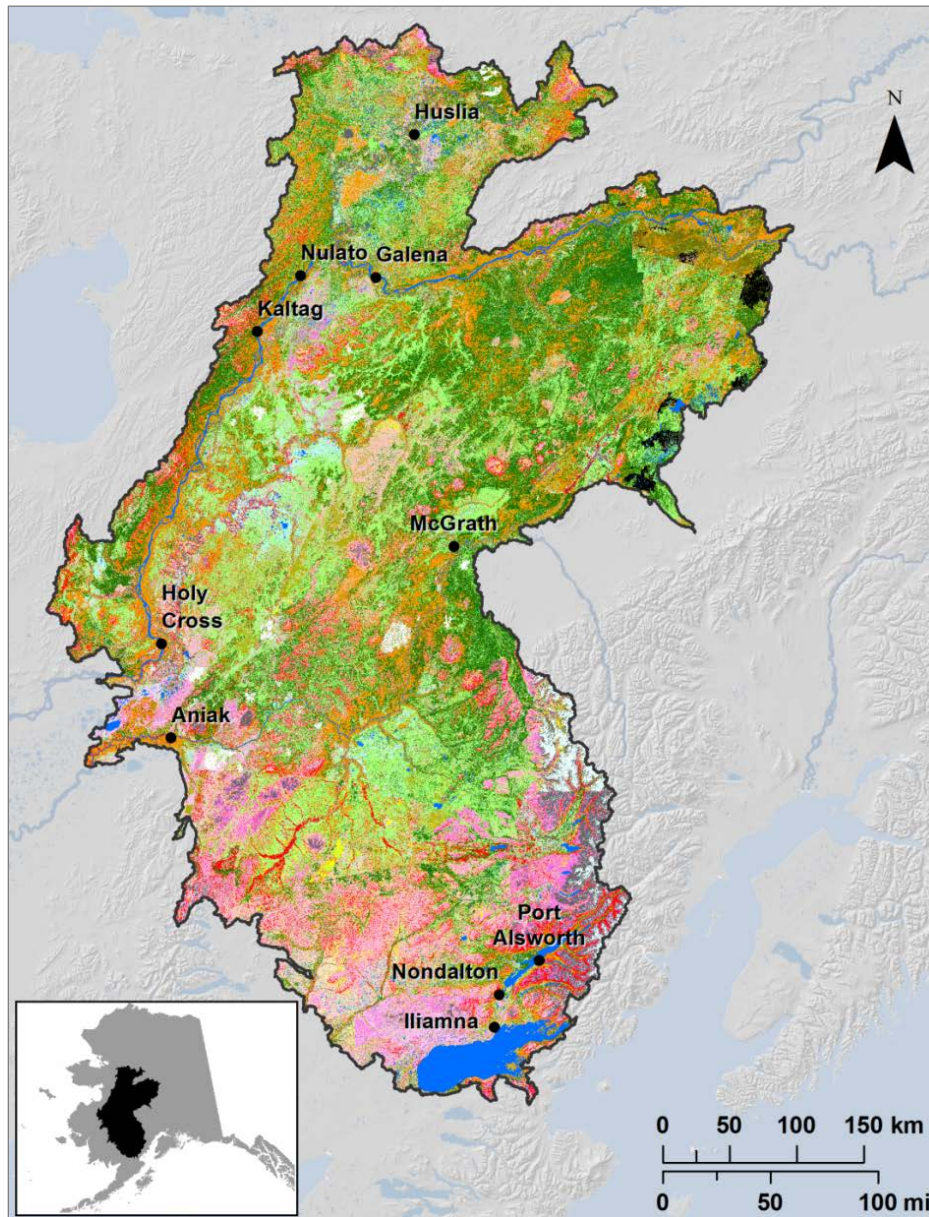 N
Huslia
Nulato
Galena
Kaltag
McGrath
Holy
Cross
Aniak
Port
Alsworth
Nondalton
Iliamna
0 50 100 150 km
0 50 100 mi